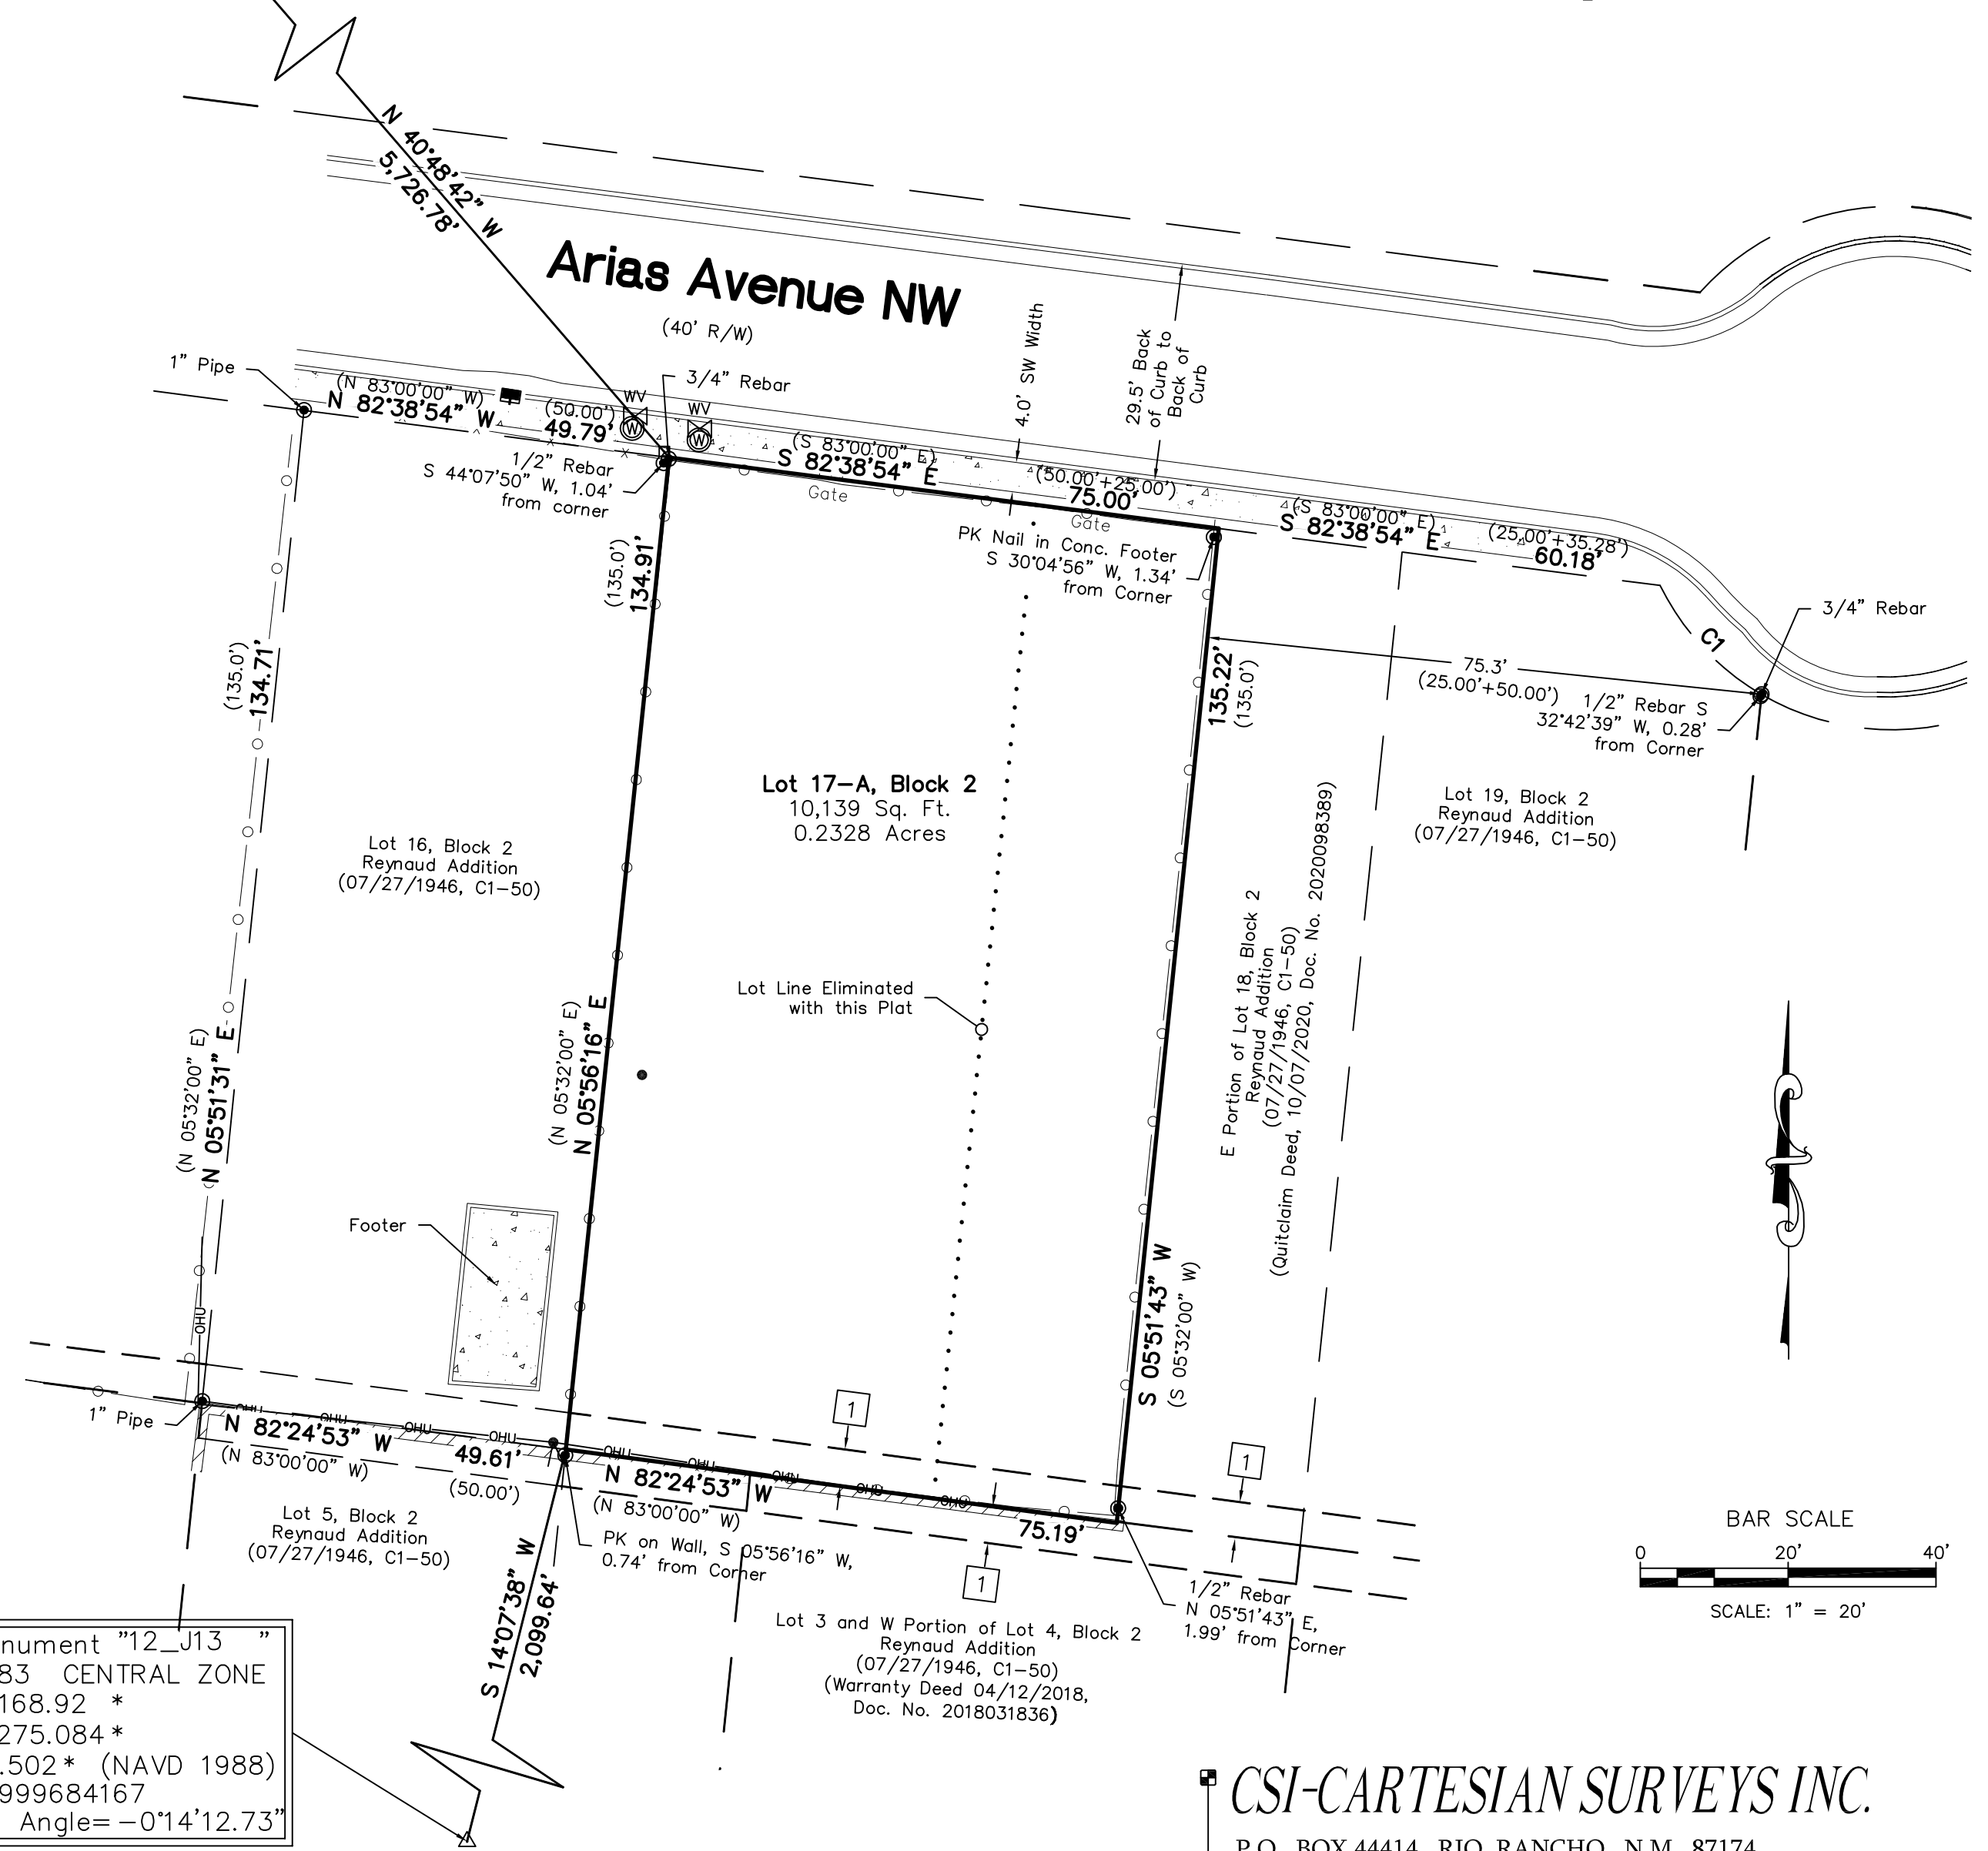 N 40°48'42" W
5,726.78'
Arias Avenue NW
(40' R/W)
4.0' SW Width
29.5' Back
of Curb to
Back of
Curb
1" Pipe
(N 83°00'00" W)
N 82°38'54" W
(50.00')
49.79'
WV
WV
W
W
3/4" Rebar
1/2" Rebar
S 44°07'50" W, 1.04'
from corner
(S 83°00'00" E)
S 82°38'54" E
Gate
(50.00'+25.00')
75.00'
Gate
PK Nail in Conc. Footer
S 30°04'56" W, 1.34'
from Corner
(S 83°00'00" E)
S 82°38'54" E
(25.00'+35.28')
60.18'
C1
3/4" Rebar
75.3'
(25.00'+50.00')
1/2" Rebar S
32°42'39" W, 0.28'
from Corner
(135.0')
134.71'
(135.0')
134.91'
135.22'
(135.0')
Lot 17-A, Block 2
10,139 Sq. Ft.
0.2328 Acres
Lot 16, Block 2
Reynaud Addition
(07/27/1946, C1-50)
Lot 19, Block 2
Reynaud Addition
(07/27/1946, C1-50)
E Portion of Lot 18, Block 2
Reynaud Addition
(07/27/1946, C1-50)
(Quitclaim Deed, 10/07/2020, Doc. No. 2020098389)
Lot Line Eliminated
with this Plat
(N 05°32'00" E)
N 05°51'31" E
(N 05°32'00" E)
N 05°56'16" E
S 05°51'43" W
(S 05°32'00" W)
Footer
OHU
1" Pipe
OHU
OHU
OHU
OHU
OHU
OHU
OHU
OHU
OHU
N 82°24'53" W
(N 83°00'00" W)
49.61'
(50.00')
N 82°24'53" W
(N 83°00'00" W)
75.19'
1
1
1
Lot 5, Block 2
Reynaud Addition
(07/27/1946, C1-50)
PK on Wall, S 05°56'16" W,
0.74' from Corner
1/2" Rebar
N 05°51'43" E,
1.99' from Corner
S 14°07'38" W
2,099.64'
Lot 3 and W Portion of Lot 4, Block 2
Reynaud Addition
(07/27/1946, C1-50)
(Warranty Deed 04/12/2018,
Doc. No. 2018031836)
BAR SCALE
0 20' 40'
SCALE: 1" = 20'
nument "12_J13 "
83 CENTRAL ZONE
168.92 *
275.084*
.502* (NAVD 1988)
999684167
Angle=-0°14'12.73"
CSI-CARTESIAN SURVEYS INC.
P.O. BOX 44414, RIO RANCHO, N.M. 87174